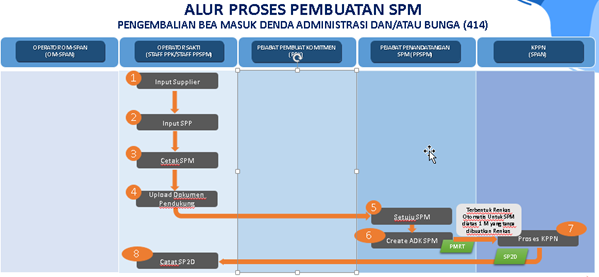 ALUR PROSES PEMBUATAN SPM
PENGEMBALIAN BEA MASUK DENDA ADMINISTRASI DAN/ATAU BUNGA (414)
OPERATOR OM-SPAN
(OM-SPAN)
OPERATOR SAKTI
(STAFF PPK/STAFF PPSPM)
PEJABAT PEMBUAT KOMITMEN
(PPK)
PEJABAT PENANDATANGAN
SPM (PPSPM)
KPPN
(SPAN)
1
Input Supplier
2
Input SPP
3
Cetak SPM
4
Upload Dokumen
Pendukung
5
Setuju SPM
6
Create ADK SPM
PMRT
Terbentuk Renkas
Otomatis Untuk SPM
diatas 1 M yang tanpa
dibuatkan Renkas
7
Proses KPPN
SP2D
8
Catat SP2D